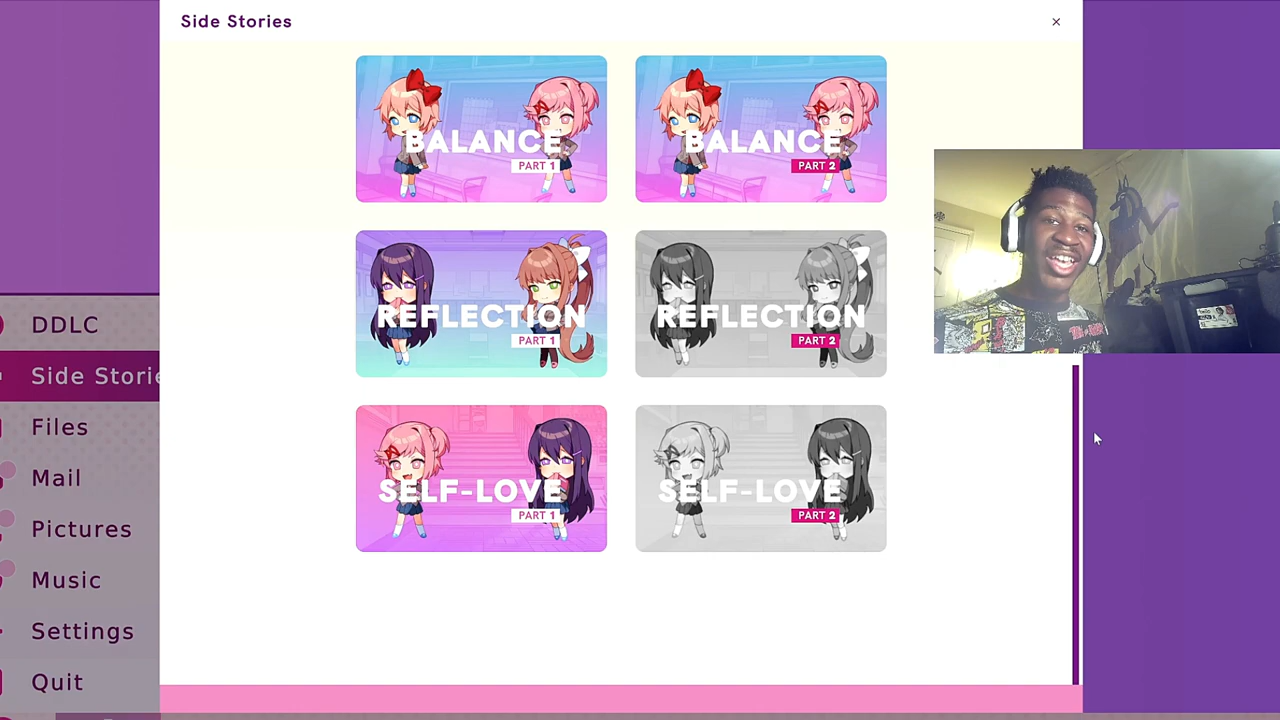 Side Stories
BALANCE
PART 1
BALANCE
PART 2
REFLECTION
PART 1
REFLECTION
PART 2
SELF-LOVE
PART 1
SELF-LOVE
PART 2
DDLC
Side Storie
Files
Mail
Pictures
Music
Settings
Quit